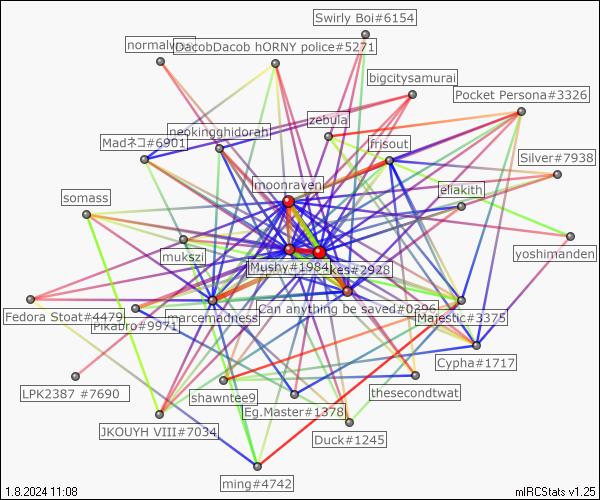 Swirly Boi#6154
DacobDacob hORNY police#5271
bigcitysamurai
Pocket Persona#3326
zebula
neokingghidorah
Madネコ#6901
frisout
Silver#7938
moonraven
elakith
somass
mukszi
yoshimanden
Mushy#1984
kes#2928
Can anything be saved#0396
Fedora Stoat#4479
Pikabro#9971
marcemadness
Majestic#3375
Cypha#1717
LPK2387 #7690
shawntee9
thesecondtwat
Eg.Master#1378
JKOUYH VIII#7034
Duck#1245
ming#4742
1.8.2024 11:08
mIRCStats v1.25